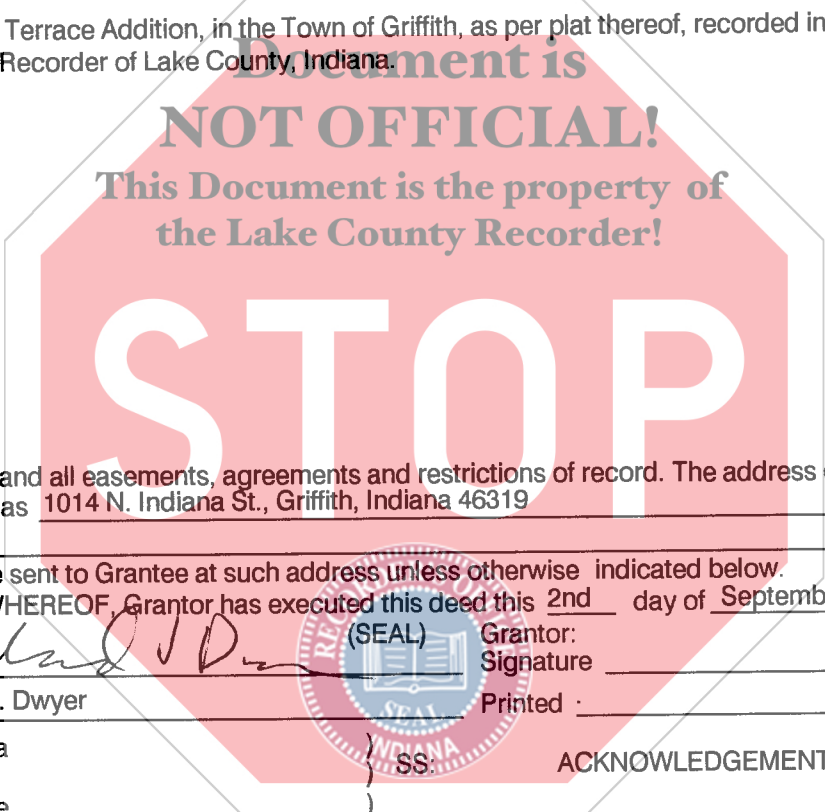 Terrace Addition, in the Town of Griffith, as per plat thereof, recorded in
Recorder of Lake County, Indiana.
Document is
NOT OFFICIAL!
This Document is the property of
the Lake County Recorder!
STOP
and all easements, agreements and restrictions of record. The address
as 1014 N. Indiana St., Griffith, Indiana 46319
sent to Grantee at such address unless otherwise indicated below.
HEREOF, Grantor has executed this deed this 2nd day of Septemb
(SEAL) Grantor:
Signature
. Dwyer Printed
SEAL
INDIANA
a ) SS: ACKNOWLEDGEMENT
)